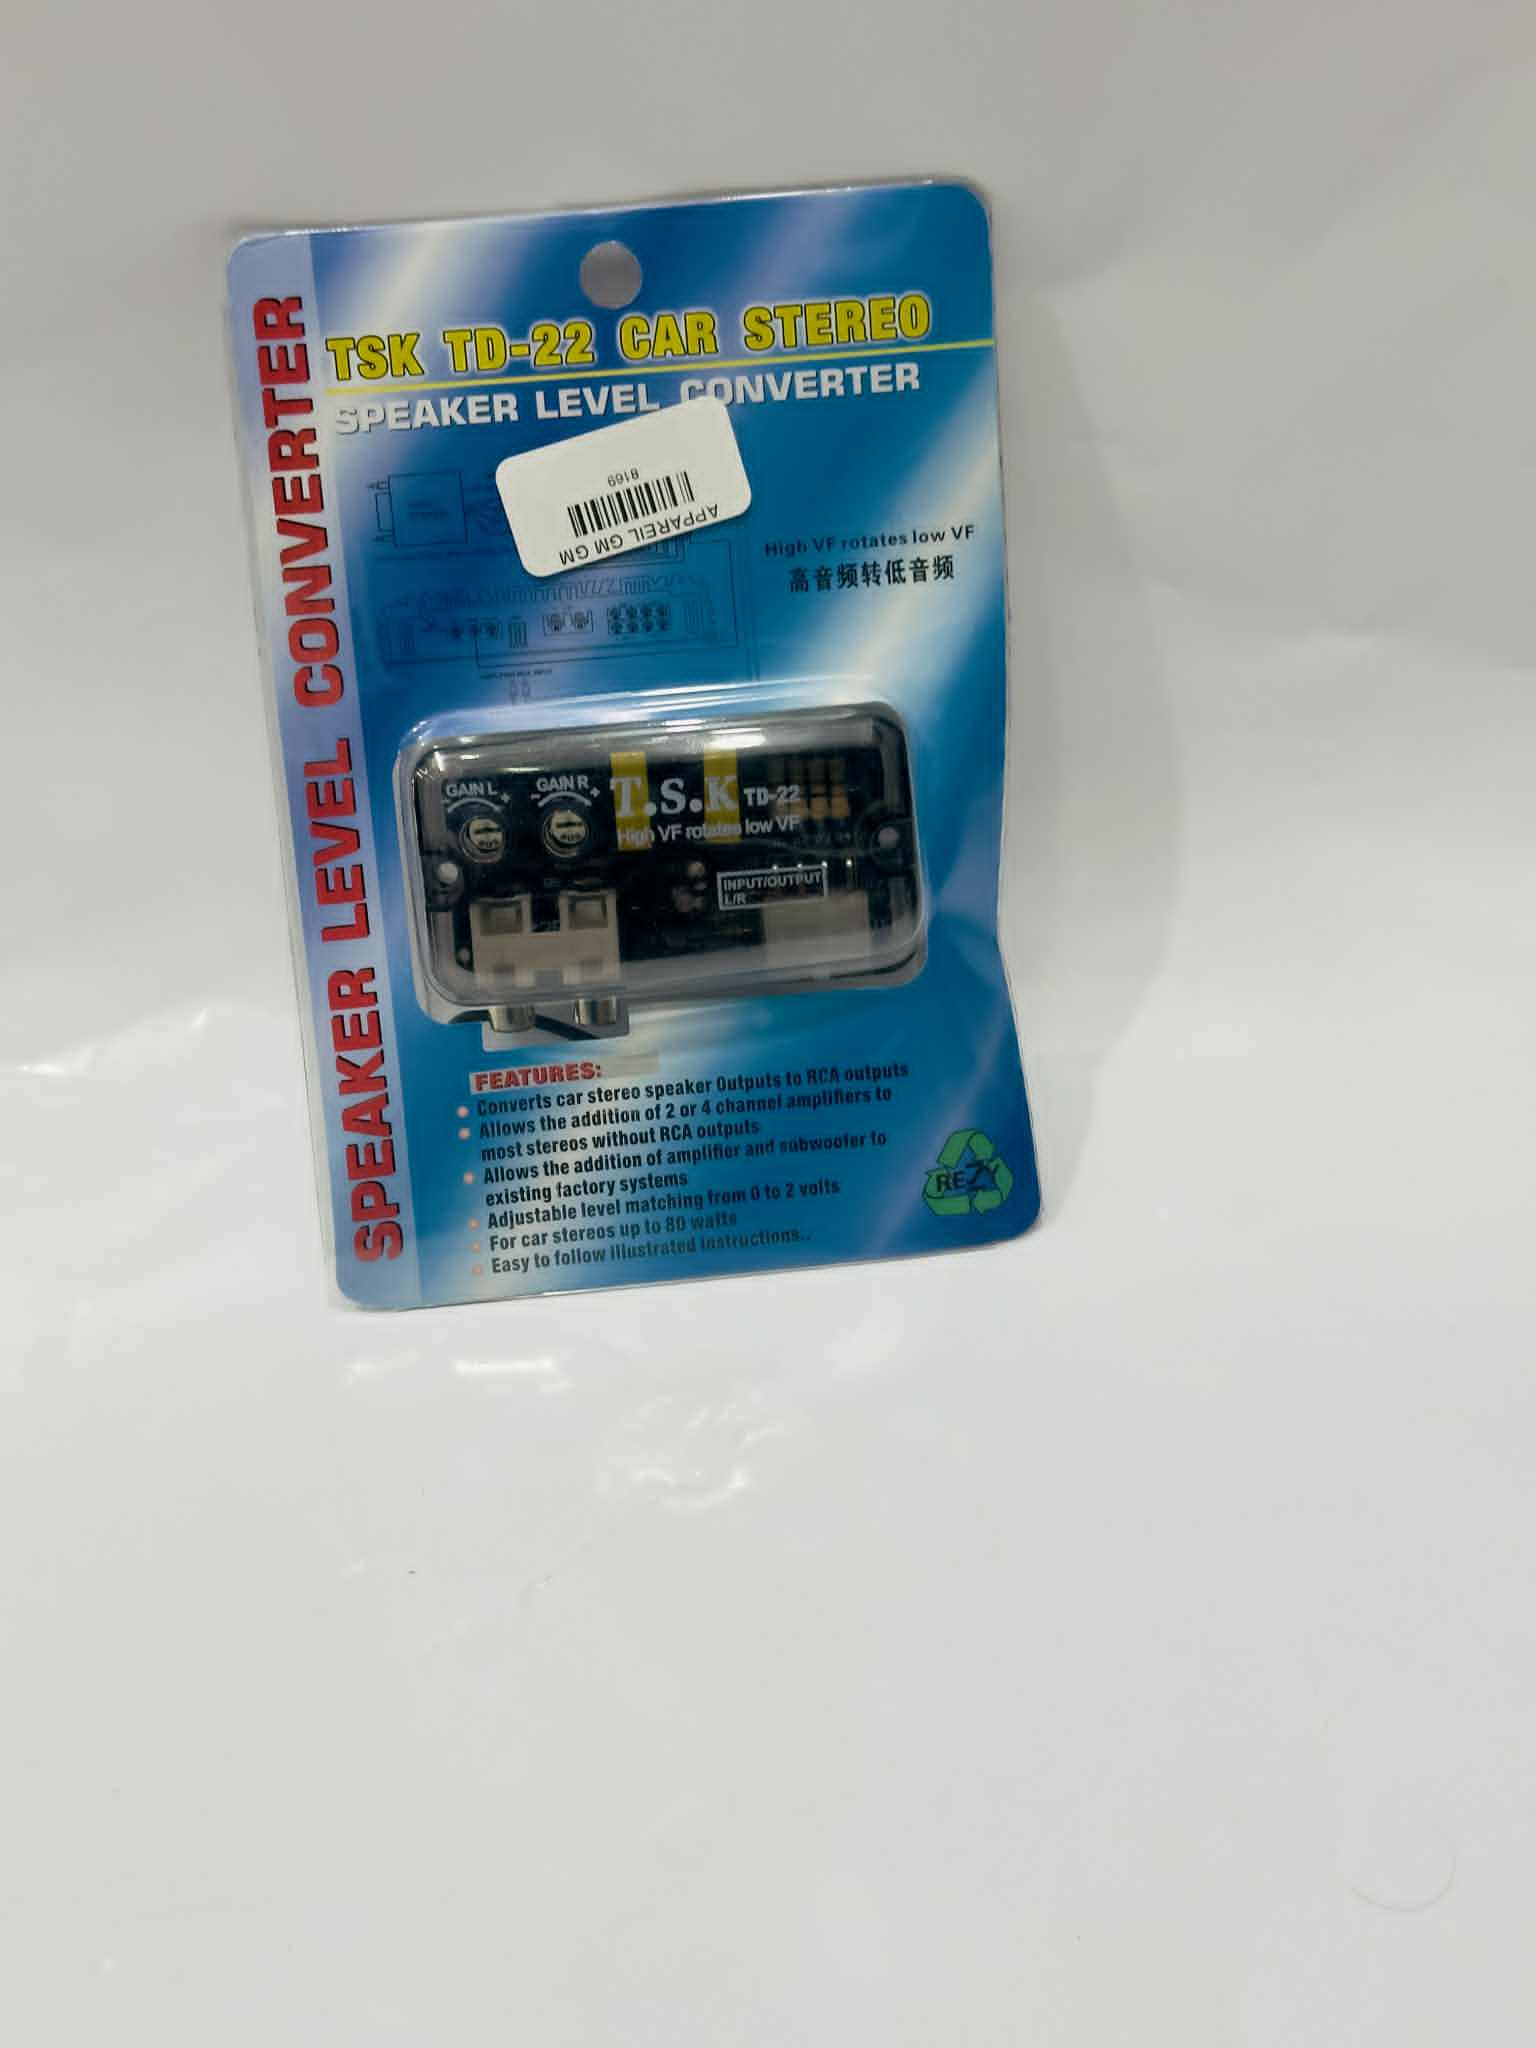 SPEAKER LEVEL CONVERTER
TSK TD-22 CAR STEREO
SPEAKER LEVEL CONVERTER
APPAREIL GM GM
8169
High VF rotates low VF
高音频转低音频
GAIN L
- +
GAIN R
- +
T.S.K TD-22
High VF rotates low VF
INPUT/OUTPUT
L/R
FEATURES:
Converts car stereo speaker Outputs to RCA outputs
Allows the addition of 2 or 4 channel amplifiers to
most stereos without RCA outputs
Allows the addition of amplifier and subwoofer to
existing factory systems
Adjustable level matching from 0 to 2 volts
For car stereos up to 80 watts
Easy to follow illustrated instructions..
REZY